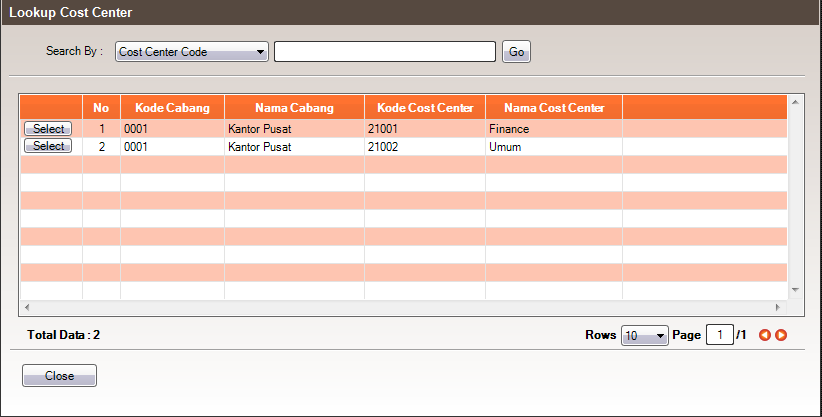 Lookup Cost Center
Search By : Cost Center Code Go
No Kode Cabang Nama Cabang Kode Cost Center Nama Cost Center
Select 1 0001 Kantor Pusat 21001 Finance
Select 2 0001 Kantor Pusat 21002 Umum
Total Data : 2 Rows 10 Page 1 /1
Close